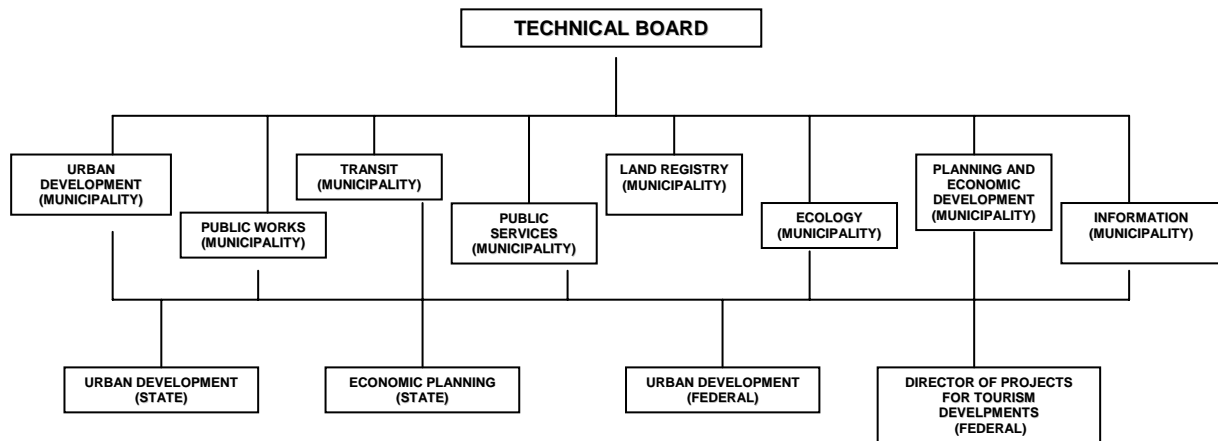 TECHNICAL BOARD
URBAN
DEVELOPMENT
(MUNICIPALITY)
PUBLIC WORKS
(MUNICIPALITY)
TRANSIT
(MUNICIPALITY)
PUBLIC
SERVICES
(MUNICIPALITY)
LAND REGISTRY
(MUNICIPALITY)
ECOLOGY
(MUNICIPALITY)
PLANNING AND
ECONOMIC
DEVELOPMENT
(MUNICIPALITY)
INFORMATION
(MUNICIPALITY)
URBAN DEVELOPMENT
(STATE)
ECONOMIC PLANNING
(STATE)
URBAN DEVELOPMENT
(FEDERAL)
DIRECTOR OF PROJECTS
FOR TOURISM
DEVELPMENTS
(FEDERAL)